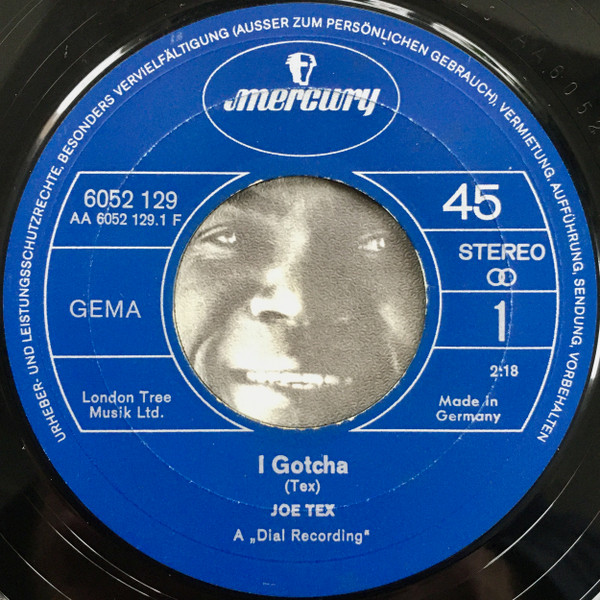 URHEBER- UND LEISTUNGSSCHUTZRECHTE, BESONDERS VERVIELFÄLTIGUNG (AUSSER ZUM PERSÖNLICHEN GEBRAUCH), VERMIETUNG, AUFFÜHRUNG, SENDUNG, VORBEHALTEN
mercury
6052 129
AA 6052 129.1 F
45
STEREO
GEMA
1
2:18
London Tree
Musik Ltd.
Made in
Germany
I Gotcha
(Tex)
JOE TEX
A „Dial Recording"